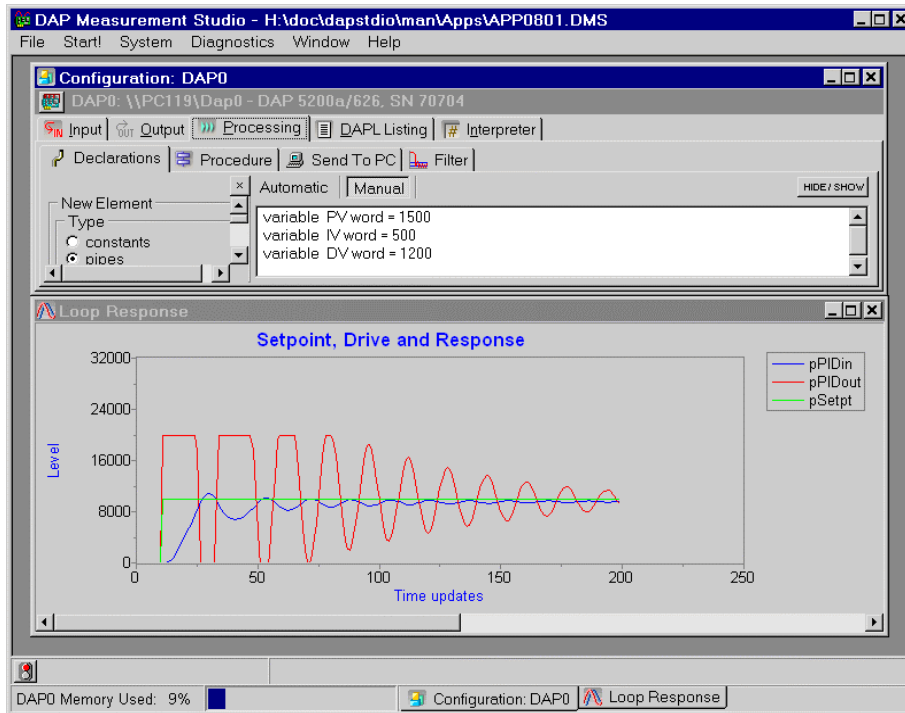 DAP Measurement Studio - H:\doc\dapstdio\man\Apps\APP0801.DMS
File Start! System Diagnostics Window Help
Configuration: DAP0
DAP0: \\PC119\Dap0 - DAP 5200a/626, SN 70704
IN Input OUT Output Processing DAPL Listing Interpreter
Declarations Procedure Send To PC Filter
Automatic Manual HIDE / SHOW
New Element
Type
constants
pipes
variable PV word = 1500
variable IV word = 500
variable DV word = 1200
Loop Response
Setpoint, Drive and Response
32000
24000
16000
8000
0
Level
0 50 100 150 200 250
Time updates
pPIDin
pPIDout
pSetpt
DAP0 Memory Used: 9% Configuration: DAP0 Loop Response